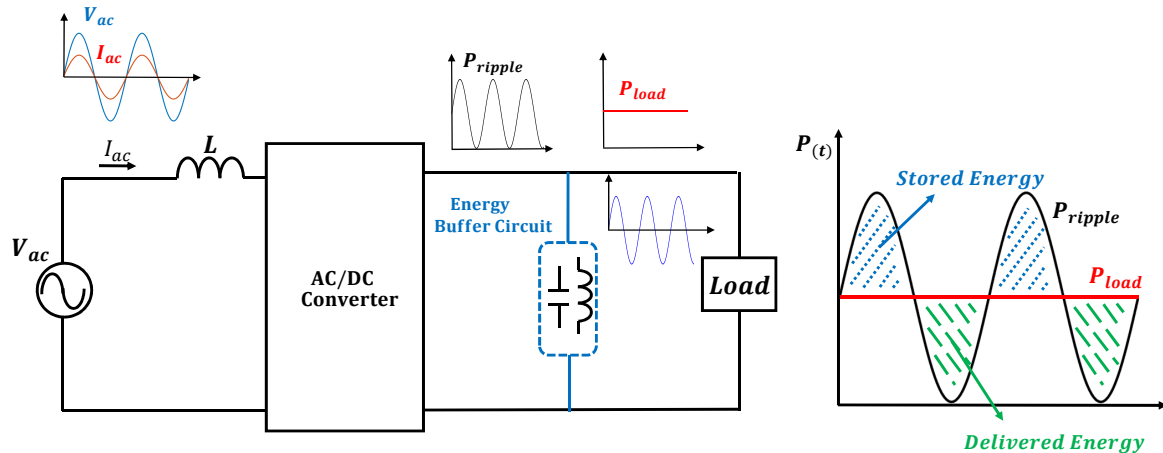 V_ac
I_ac
P_ripple
P_load
I_ac
L
Energy
Buffer Circuit
V_ac
AC/DC
Converter
Load
P_(t)
Stored Energy
P_ripple
P_load
Delivered Energy